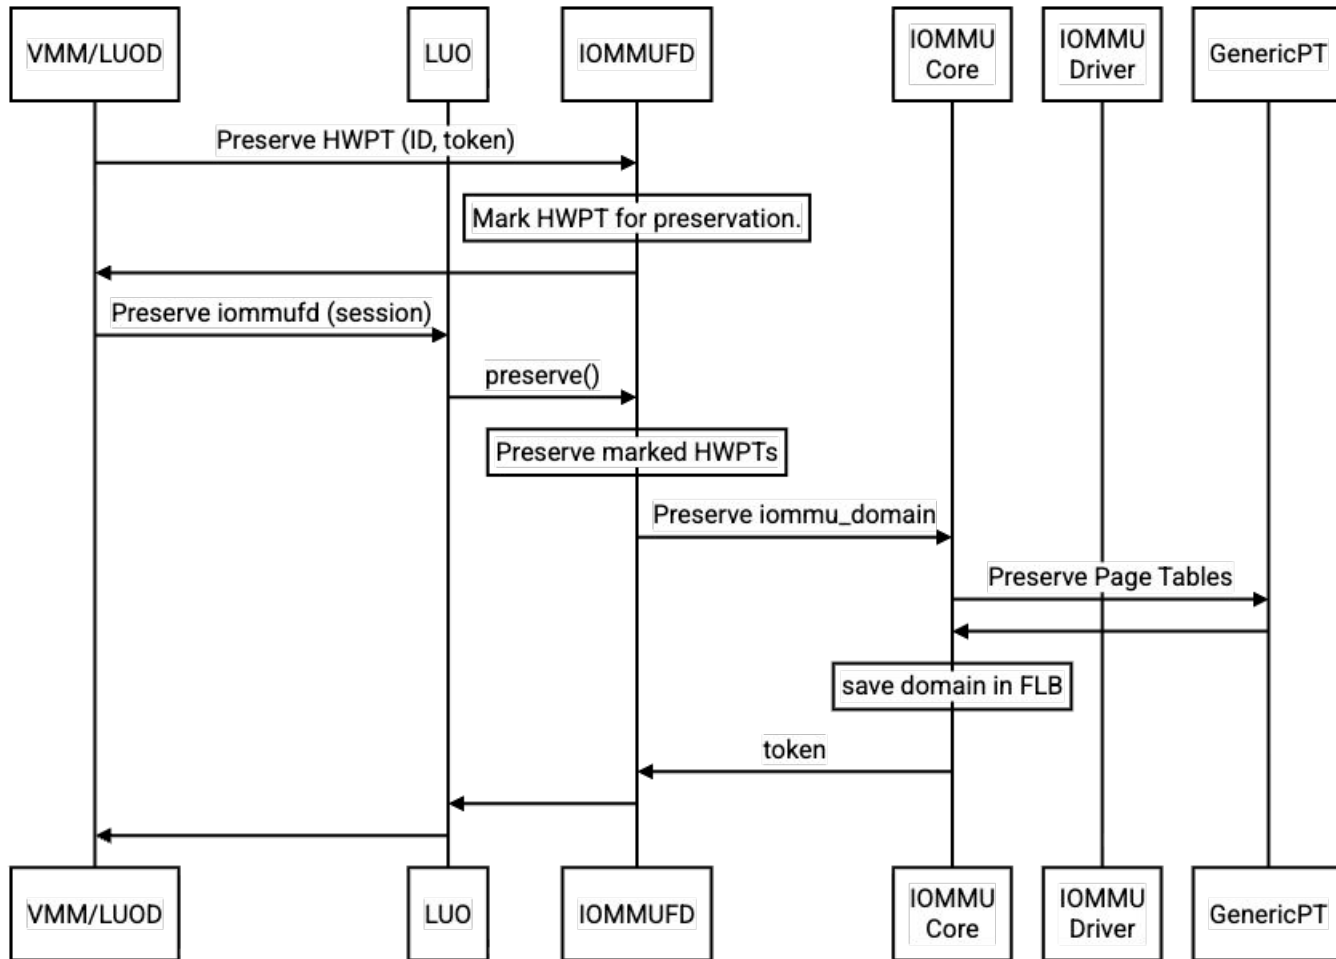 VMM/LUOD
LUO
IOMMUFD
IOMMU
Core
IOMMU
Driver
GenericPT
Preserve HWPT (ID, token)
Mark HWPT for preservation.
Preserve iommufd (session)
preserve()
Preserve marked HWPTs
Preserve iommu_domain
Preserve Page Tables
save domain in FLB
token
VMM/LUOD
LUO
IOMMUFD
IOMMU
Core
IOMMU
Driver
GenericPT